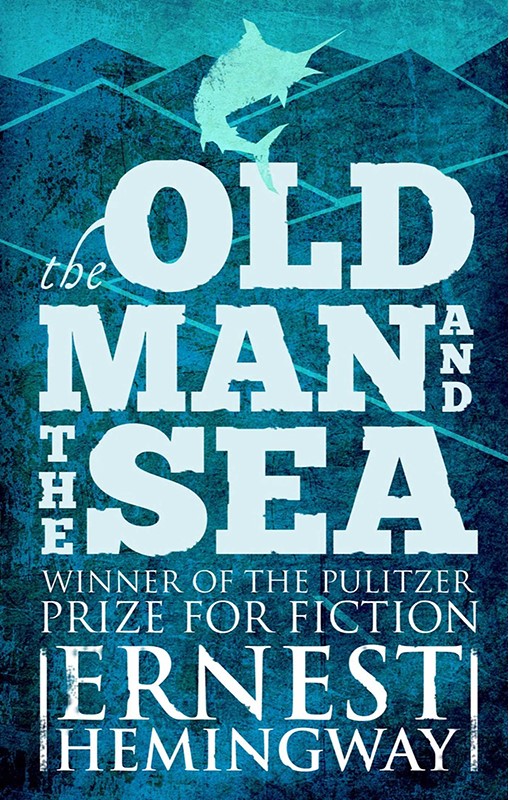 the OLD
MAN AND
THE SEA
WINNER OF THE PULITZER
PRIZE FOR FICTION
ERNEST
HEMINGWAY